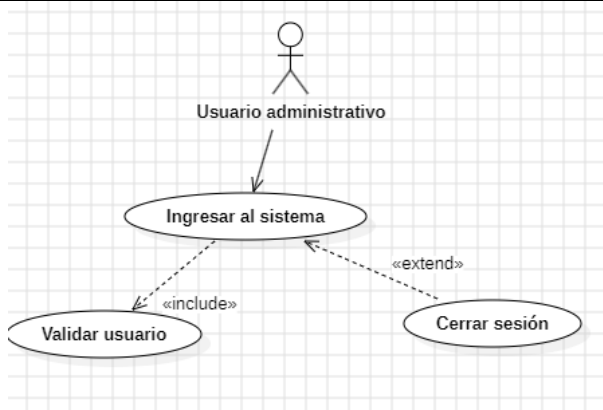 Usuario administrativo
Ingresar al sistema
«extend»
«include»
Cerrar sesión
Validar usuario